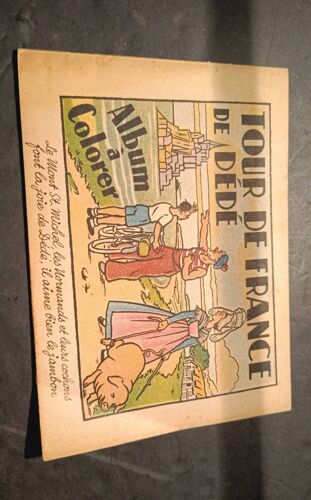 TOUR DE FRANCE
DE DÉDÉ
Album
à
Colorer
Le Mont St Michel, les Normands et leurs cochons
font la joie de Dédé, il aime bien le jambon